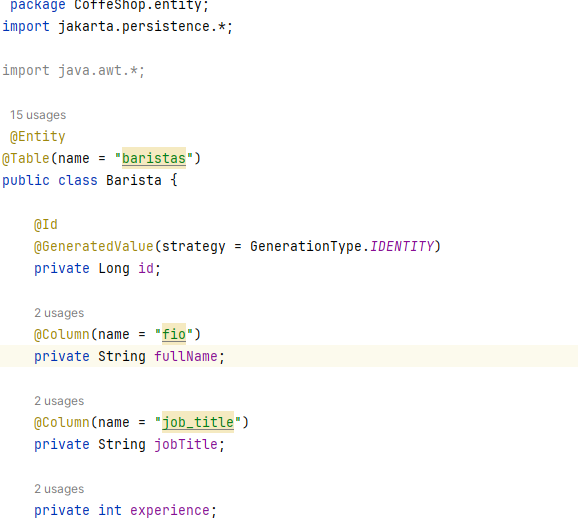 package CoffeShop.entity;
import jakarta.persistence.*;
import java.awt.*;
15 usages
@Entity
@Table(name = "baristas")
public class Barista {
@Id
@GeneratedValue(strategy = GenerationType.IDENTITY)
private Long id;
2 usages
@Column(name = "fio")
private String fullName;
2 usages
@Column(name = "job_title")
private String jobTitle;
2 usages
private int experience;